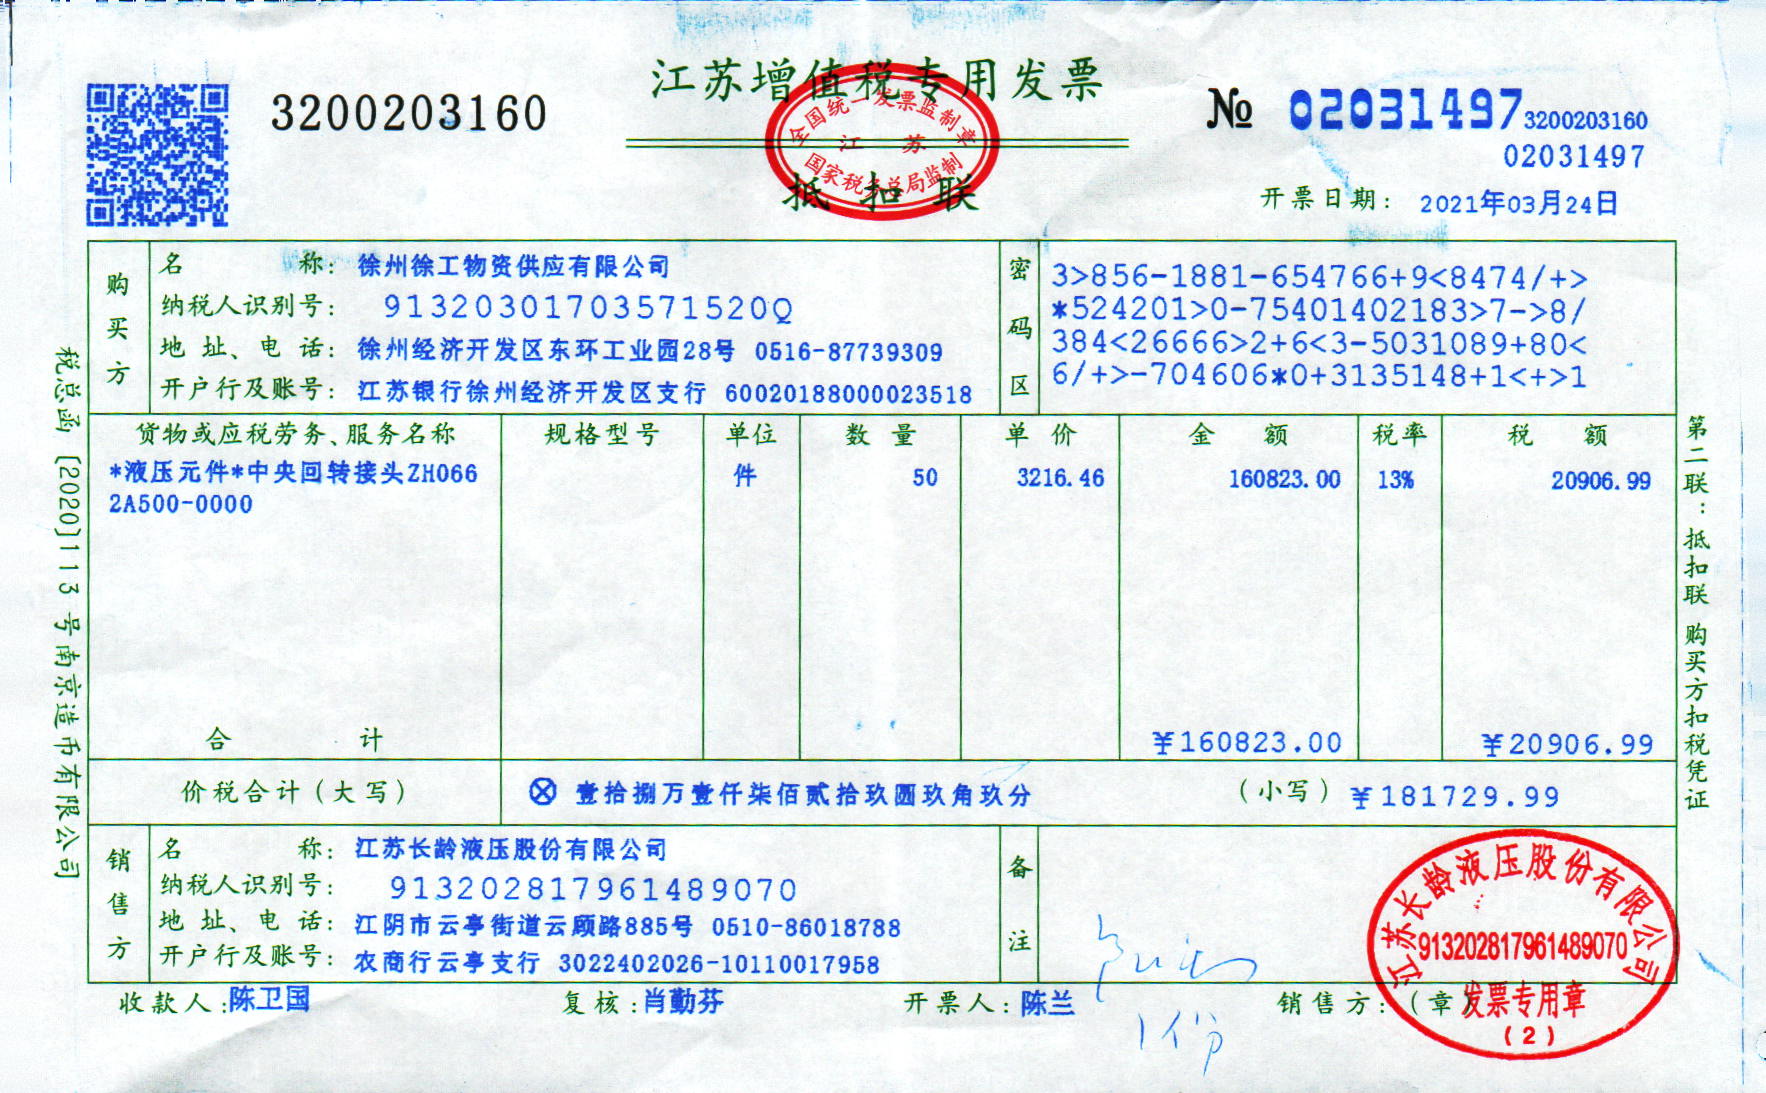 江苏增值税专用发票
3200203160
№ 02031497
3200203160
02031497
全国统一发票监制章
江苏
国家税务总局监制
抵扣联
开票日期: 2021年03月24日
购买方
名称: 徐州徐工物资供应有限公司
纳税人识别号: 91320301703571520Q
地址、电话: 徐州经济开发区东环工业园28号 0516-87739309
开户行及账号: 江苏银行徐州经济开发区支行 60020188000023518
密码区
3>856-1881-654766+9<8474/+>
*524201>0-75401402183>7->8/
384<26666>2+6<3-5031089+80<
6/+>-704606*0+3135148+1<+>1
货物或应税劳务、服务名称 规格型号 单位 数量 单价 金额 税率 税额
*液压元件*中央回转接头ZH066 件 50 3216.46 160823.00 13% 20906.99
2A500-0000
合计 ¥160823.00 ¥20906.99
价税合计(大写) ⊗ 壹拾捌万壹仟柒佰贰拾玖圆玖角玖分 (小写) ¥181729.99
销售方
名称: 江苏长龄液压股份有限公司
纳税人识别号: 913202817961489070
地址、电话: 江阴市云亭街道云顾路885号 0510-86018788
开户行及账号: 农商行云亭支行 3022402026-10110017958
备注
1份
江苏长龄液压股份有限公司
913202817961489070
发票专用章
(2)
收款人:陈卫国 复核:肖勤芬 开票人:陈兰 销售方:(章)
税总函[2020]113号南京造币有限公司
第二联:抵扣联 购买方扣税凭证